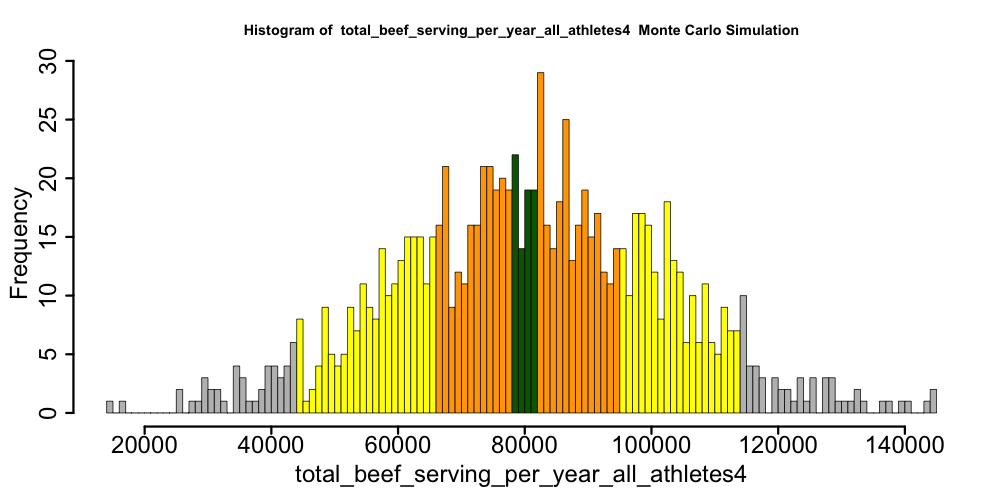 Histogram of  total_beef_serving_per_year_all_athletes4  Monte Carlo Simulation
Frequency
30
25
20
15
10
5
0
20000 40000 60000 80000 100000 120000 140000
total_beef_serving_per_year_all_athletes4